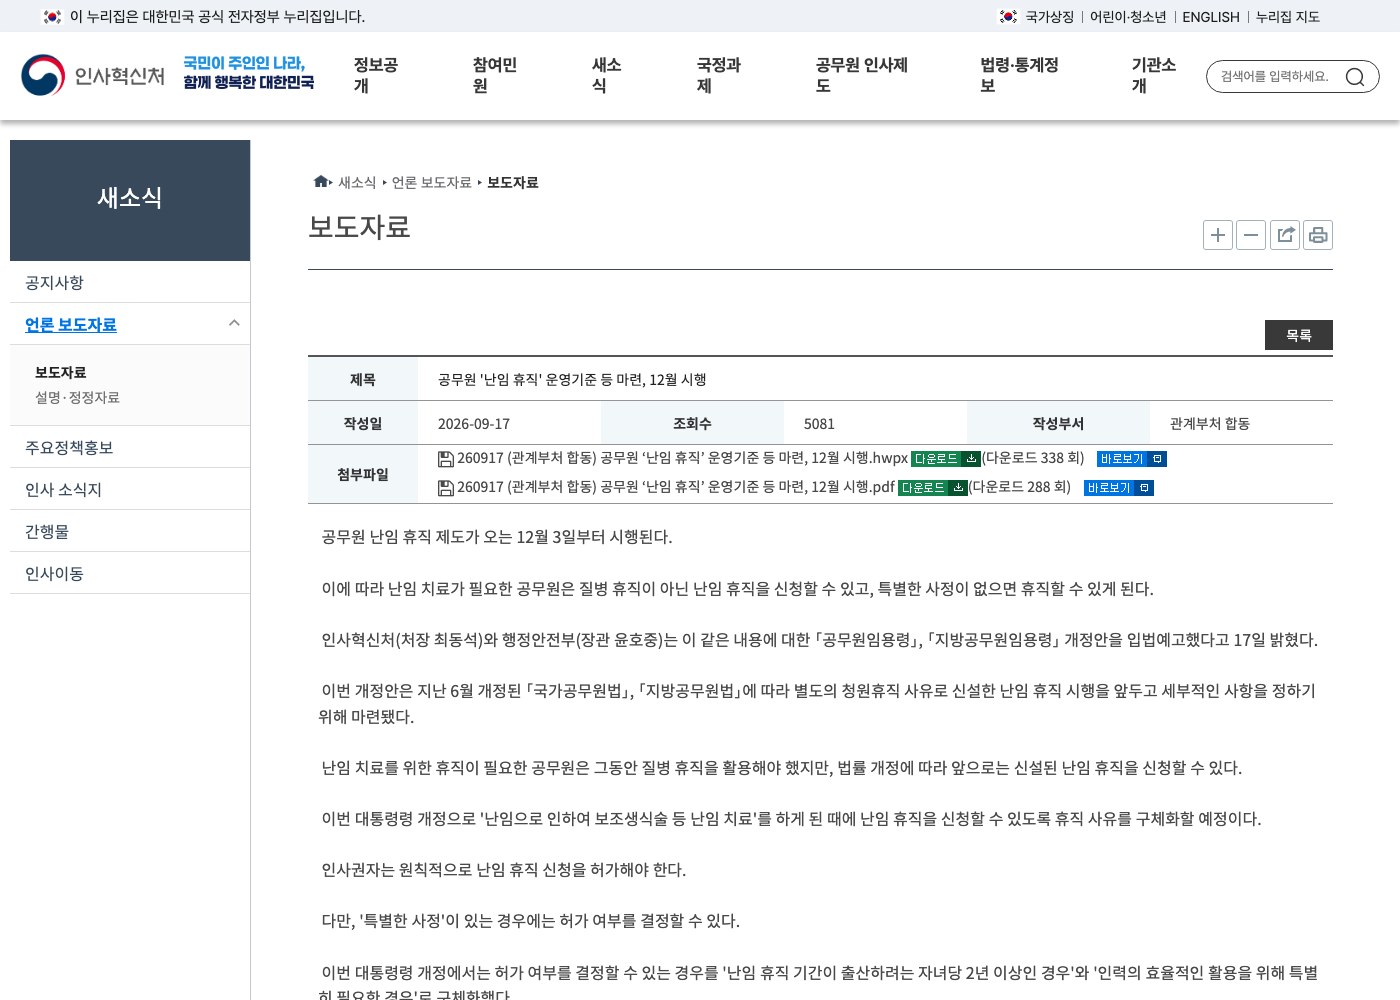 이 누리집은 대한민국 공식 전자정부 누리집입니다.
국가상징
어린이·청소년
ENGLISH
누리집 지도
인사혁신처
국민이 주인인 나라,
함께 행복한 대한민국
정보공
개
참여민
원
새소
식
국정과
제
공무원 인사제
도
법령·통계정
보
기관소
개
검색어를 입력하세요.
새소식
공지사항
언론 보도자료
보도자료
설명·정정자료
주요정책홍보
인사 소식지
간행물
인사이동
새소식 언론 보도자료 보도자료
보도자료
목록
제목 공무원 '난임 휴직' 운영기준 등 마련, 12월 시행
작성일 2026-09-17 조회수 5081 작성부서 관계부처 합동
첨부파일
260917 (관계부처 합동) 공무원 ‘난임 휴직’ 운영기준 등 마련, 12월 시행.hwpx 다운로드 (다운로드 338 회) 바로보기
260917 (관계부처 합동) 공무원 ‘난임 휴직’ 운영기준 등 마련, 12월 시행.pdf 다운로드 (다운로드 288 회) 바로보기
공무원 난임 휴직 제도가 오는 12월 3일부터 시행된다.
이에 따라 난임 치료가 필요한 공무원은 질병 휴직이 아닌 난임 휴직을 신청할 수 있고, 특별한 사정이 없으면 휴직할 수 있게 된다.
인사혁신처(처장 최동석)와 행정안전부(장관 윤호중)는 이 같은 내용에 대한 「공무원임용령」, 「지방공무원임용령」 개정안을 입법예고했다고 17일 밝혔다.
이번 개정안은 지난 6월 개정된 「국가공무원법」, 「지방공무원법」에 따라 별도의 청원휴직 사유로 신설한 난임 휴직 시행을 앞두고 세부적인 사항을 정하기
위해 마련됐다.
난임 치료를 위한 휴직이 필요한 공무원은 그동안 질병 휴직을 활용해야 했지만, 법률 개정에 따라 앞으로는 신설된 난임 휴직을 신청할 수 있다.
이번 대통령령 개정으로 '난임으로 인하여 보조생식술 등 난임 치료'를 하게 된 때에 난임 휴직을 신청할 수 있도록 휴직 사유를 구체화할 예정이다.
인사권자는 원칙적으로 난임 휴직 신청을 허가해야 한다.
다만, '특별한 사정'이 있는 경우에는 허가 여부를 결정할 수 있다.
이번 대통령령 개정에서는 허가 여부를 결정할 수 있는 경우를 '난임 휴직 기간이 출산하려는 자녀당 2년 이상인 경우'와 '인력의 효율적인 활용을 위해 특별
히 필요한 경우'로 구체화했다.